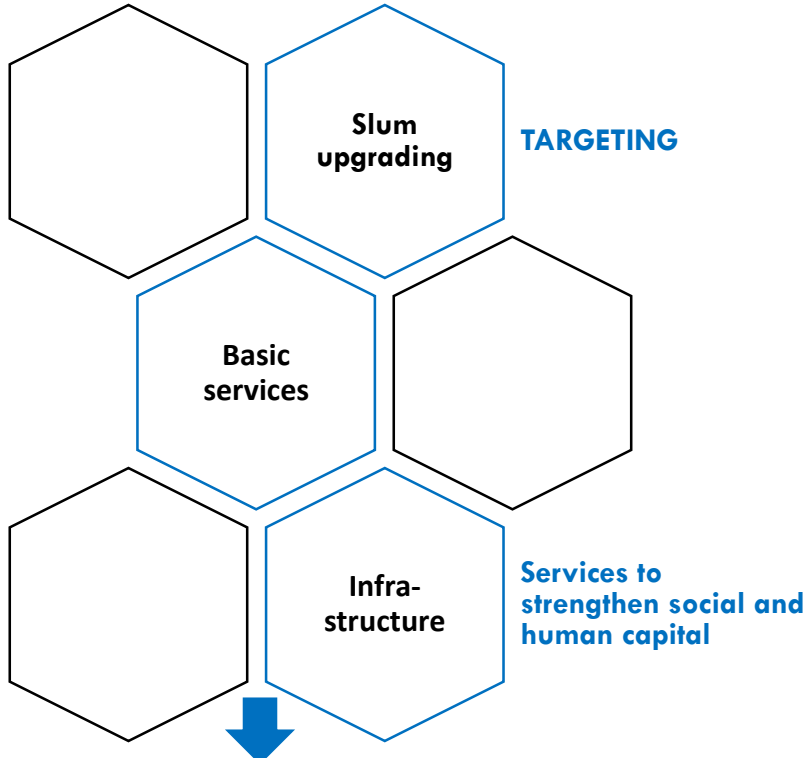 Slum
upgrading
TARGETING
Basic
services
Infra-
structure
Services to
strengthen social and
human capital